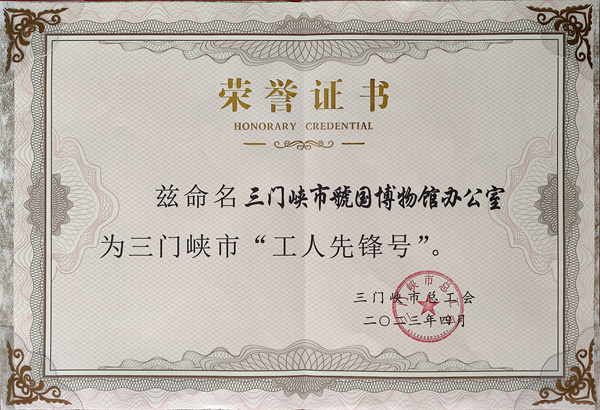 荣誉证书
HONORARY CREDENTIAL
兹命名三门峡市虢国博物馆办公室
为三门峡市“工人先锋号”。
三门峡市总工会
二〇二三年四月